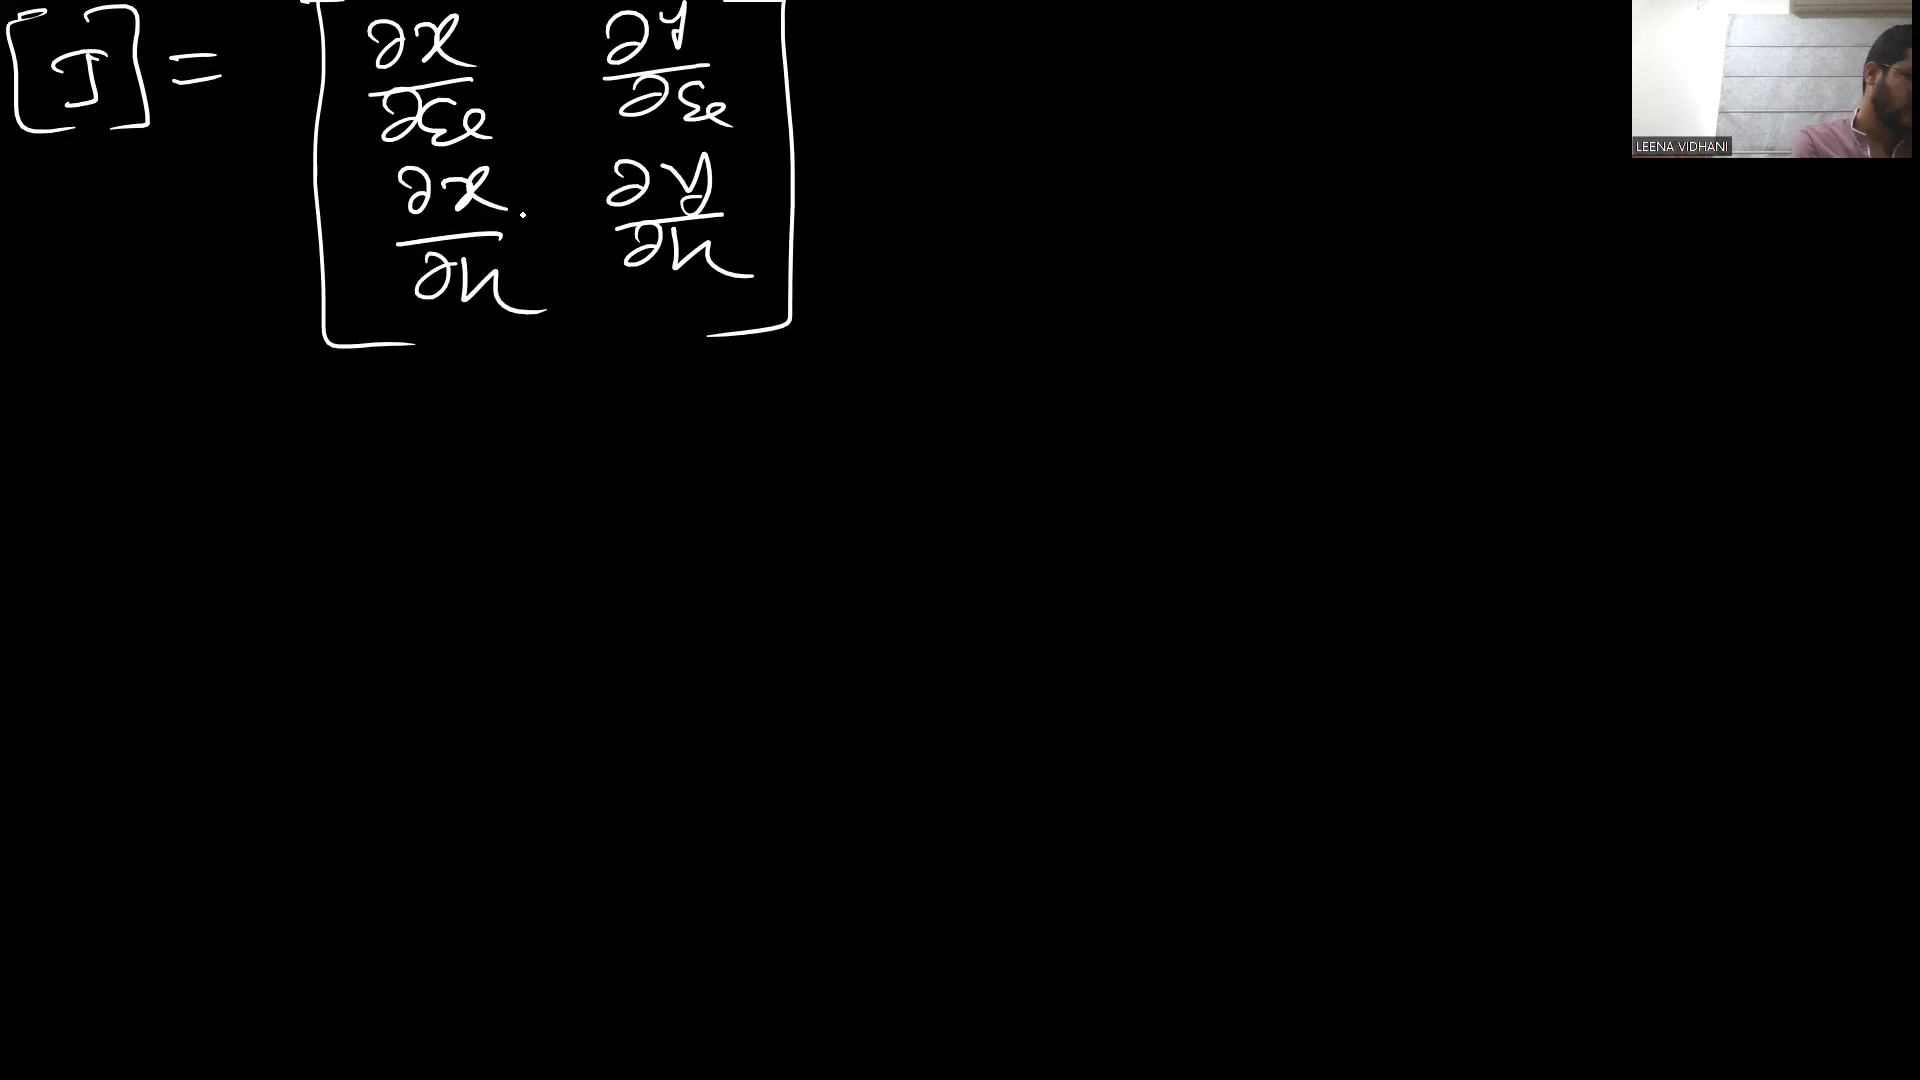 [J] = [ ∂x/∂ξ ∂y/∂ξ
∂x/∂η ∂y/∂η ]
LEENA VIDHANI